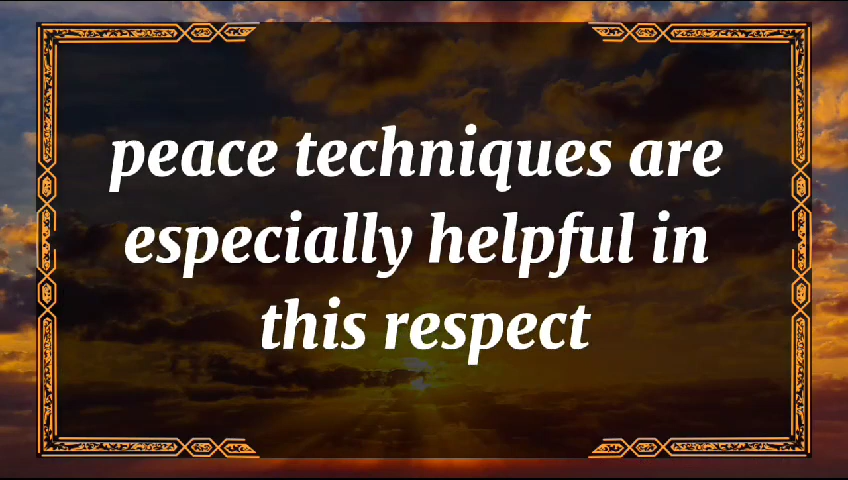 peace techniques are
especially helpful in
this respect